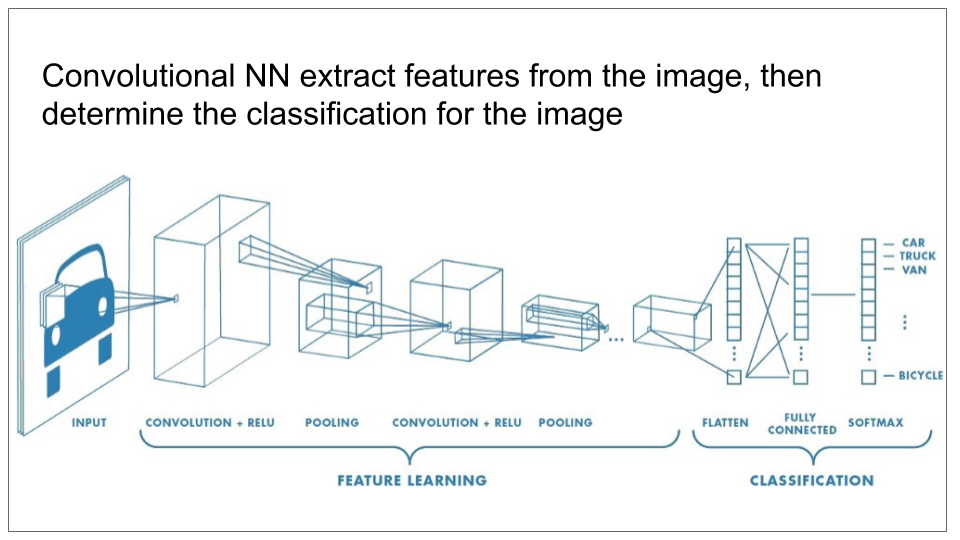 Convolutional NN extract features from the image, then
determine the classification for the image
CAR
TRUCK
VAN
BICYCLE
INPUT
CONVOLUTION + RELU
POOLING
CONVOLUTION + RELU
POOLING
FLATTEN
FULLY
CONNECTED
SOFTMAX
FEATURE LEARNING
CLASSIFICATION